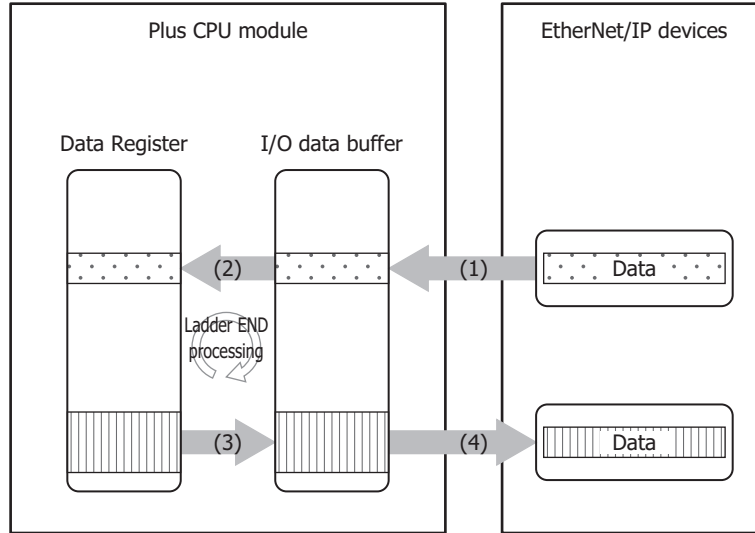 Plus CPU module
EtherNet/IP devices
Data Register
I/O data buffer
(2)
(1)
Data
Ladder END
processing
(3)
(4)
Data